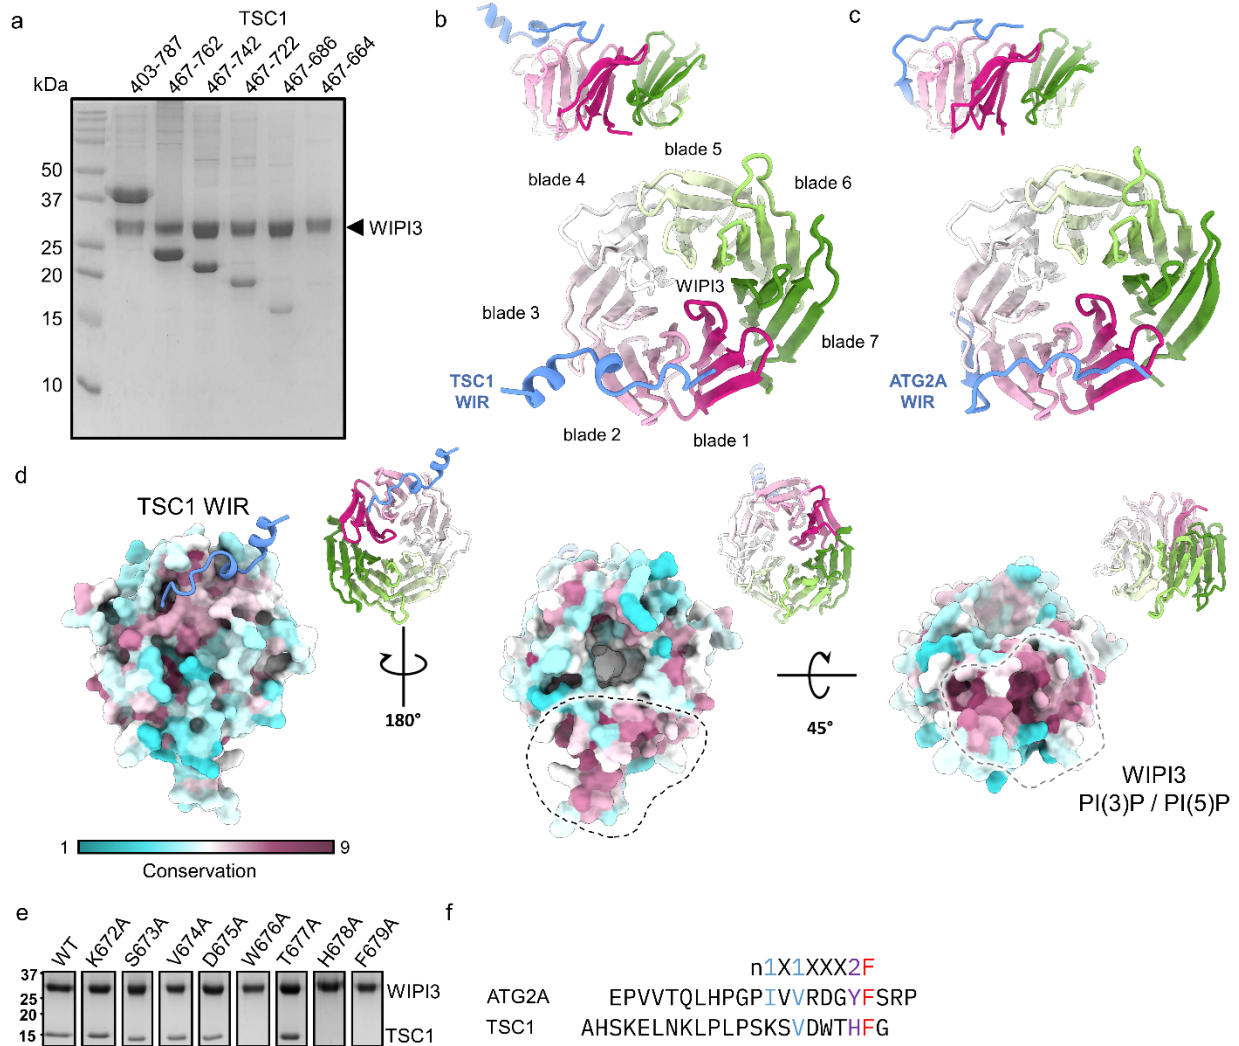 a
TSC1
403-787
467-762
467-742
467-722
467-686
467-664
kDa
50
37
25
20
15
10
WIPI3
b
blade 5
blade 4
blade 6
WIPI3
blade 3
blade 7
TSC1
WIR
blade 2
blade 1
c
ATG2A
WIR
d
TSC1 WIR
180°
45°
WIPI3
PI(3)P / PI(5)P
1
9
Conservation
e
WT
K672A
S673A
V674A
D675A
W676A
T677A
H678A
F679A
37
25
15
WIPI3
TSC1
f
n1X1XXX2F
ATG2A EPVVTQLHPGPIVVRDGYFSRP
TSC1 AHSKELNKLPLPSKSVDWTHFG